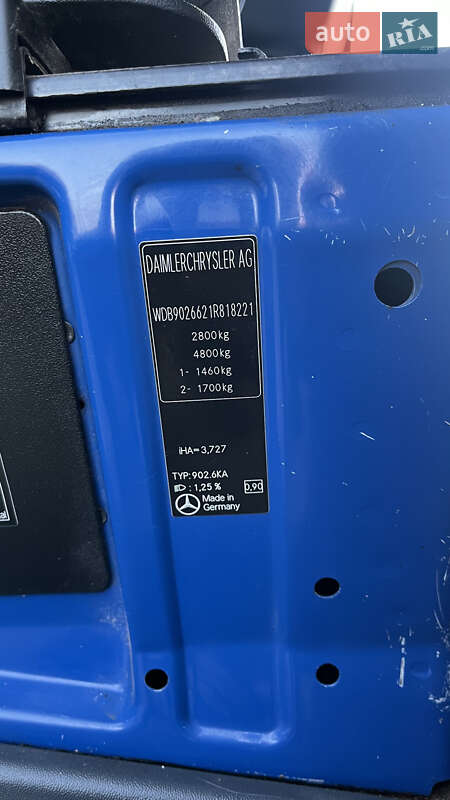 auto RIA
.com
DAIMLERCHRYSLER AG
WDB9026621R818221
2800kg
4800kg
1- 1460kg
2- 1700kg
iHA=3,727
TYP:902.6KA
:1,25 % 0,90
Made in
Germany